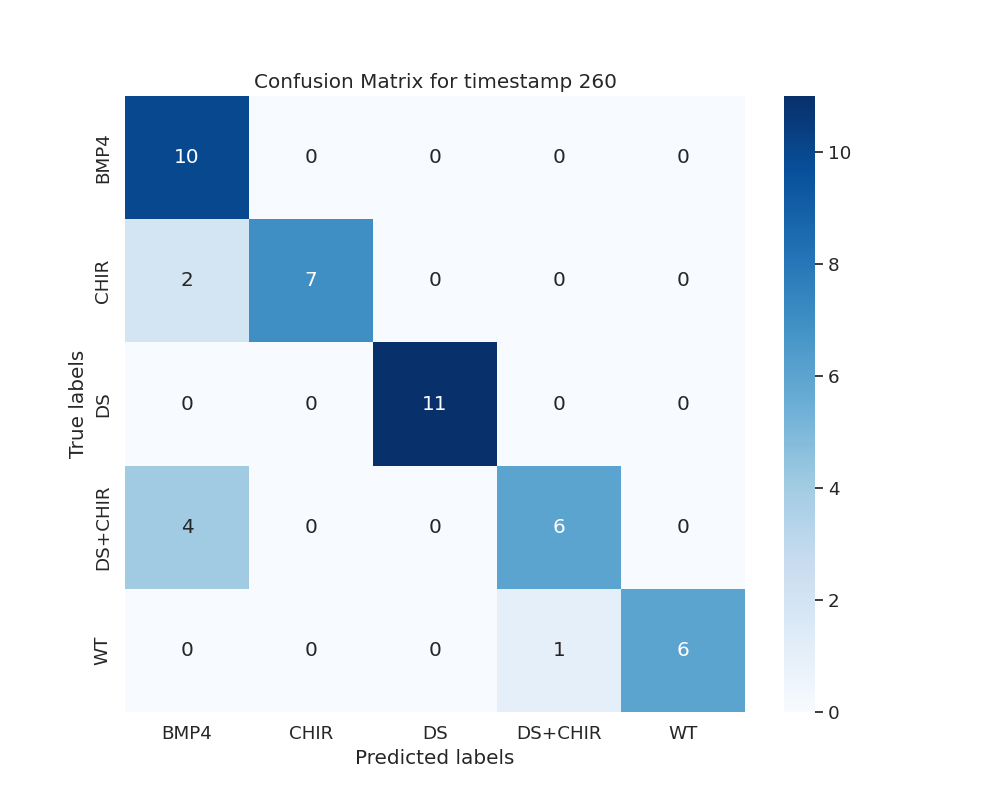 Confusion Matrix for timestamp 260
True labels
BMP4 10 0 0 0 0
CHIR 2 7 0 0 0
DS 0 0 11 0 0
DS+CHIR 4 0 0 6 0
WT 0 0 0 1 6
BMP4 CHIR DS DS+CHIR WT
Predicted labels
10
8
6
4
2
0